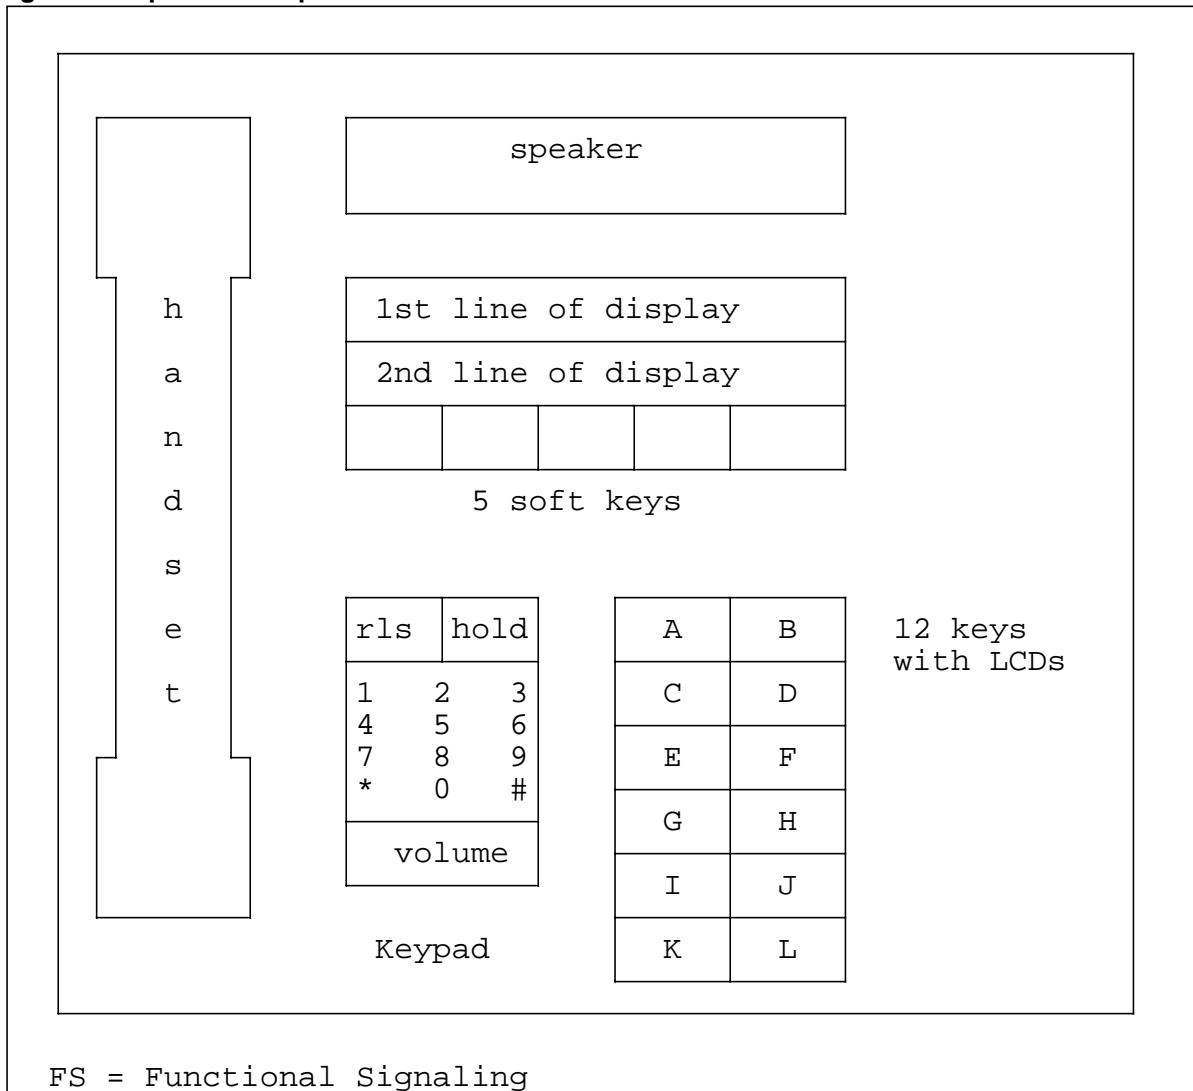 speaker
handset
1st line of display
2nd line of display
5 soft keys
rls hold
1 2 3
4 5 6
7 8 9
* 0 #
volume
Keypad
A B
C D
E F
G H
I J
K L
12 keys
with LCDs
FS = Functional Signaling